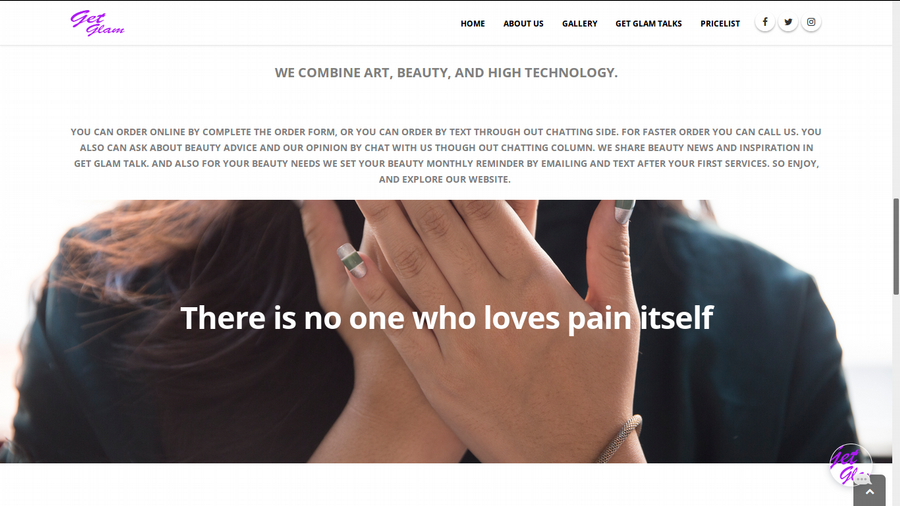 Get
Glam
HOME ABOUT US GALLERY GET GLAM TALKS PRICELIST
WE COMBINE ART, BEAUTY, AND HIGH TECHNOLOGY.
YOU CAN ORDER ONLINE BY COMPLETE THE ORDER FORM, OR YOU CAN ORDER BY TEXT THROUGH OUT CHATTING SIDE. FOR FASTER ORDER YOU CAN CALL US. YOU
ALSO CAN ASK ABOUT BEAUTY ADVICE AND OUR OPINION BY CHAT WITH US THOUGH OUT CHATTING COLUMN. WE SHARE BEAUTY NEWS AND INSPIRATION IN
GET GLAM TALK. AND ALSO FOR YOUR BEAUTY NEEDS WE SET YOUR BEAUTY MONTHLY REMINDER BY EMAILING AND TEXT AFTER YOUR FIRST SERVICES. SO ENJOY,
AND EXPLORE OUR WEBSITE.
There is no one who loves pain itself
Get